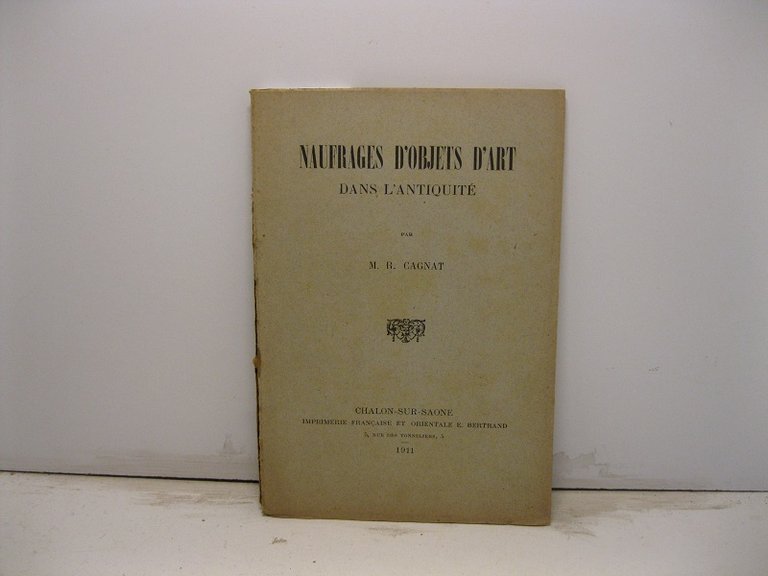 NAUFRAGES D'OBJETS D'ART
DANS L'ANTIQUITÉ
PAR
M. R. CAGNAT
CHALON-SUR-SAONE
IMPRIMERIE FRANÇAISE ET ORIENTALE E. BERTRAND
5, RUE DES TONNELIERS, 5
1911